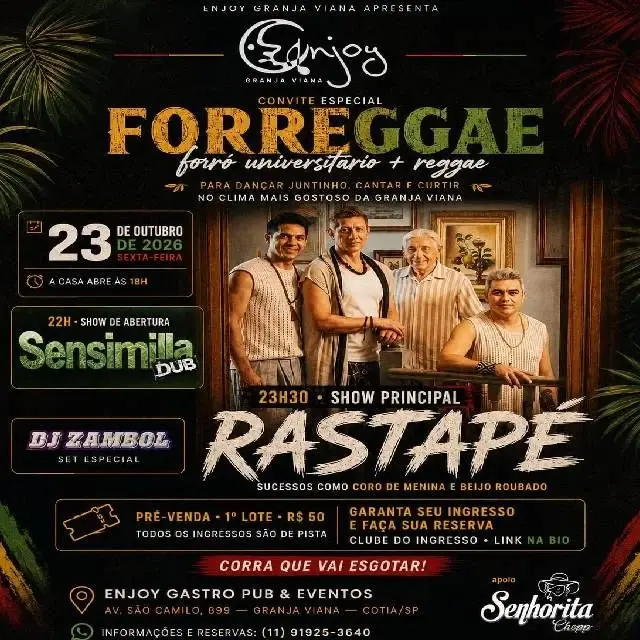 ENJOY GRANJA VIANA APRESENTA
enjoy
GRANJA VIANA
CONVITE ESPECIAL
FORREGGAE
forró universitário + reggae
PARA DANÇAR JUNTINHO, CANTAR E CURTIR
NO CLIMA MAIS GOSTOSO DA GRANJA VIANA
23 DE OUTUBRO
DE 2026
SEXTA-FEIRA
A CASA ABRE ÀS 18H
22H - SHOW DE ABERTURA
Sensimilla
DUB
DJ ZAMBOL
SET ESPECIAL
23H30 • SHOW PRINCIPAL
RASTAPÉ
SUCESSOS COMO CORO DE MENINA E BEIJO ROUBADO
PRÉ-VENDA • 1º LOTE • R$ 50
TODOS OS INGRESSOS SÃO DE PISTA
GARANTA SEU INGRESSO
E FAÇA SUA RESERVA
CLUBE DO INGRESSO • LINK NA BIO
CORRA QUE VAI ESGOTAR!
ENJOY GASTRO PUB & EVENTOS
AV. SÃO CAMILO, 899 — GRANJA VIANA — COTIA/SP
INFORMAÇÕES E RESERVAS: (11) 91925-3640
apoio
Senhorita
Chopp